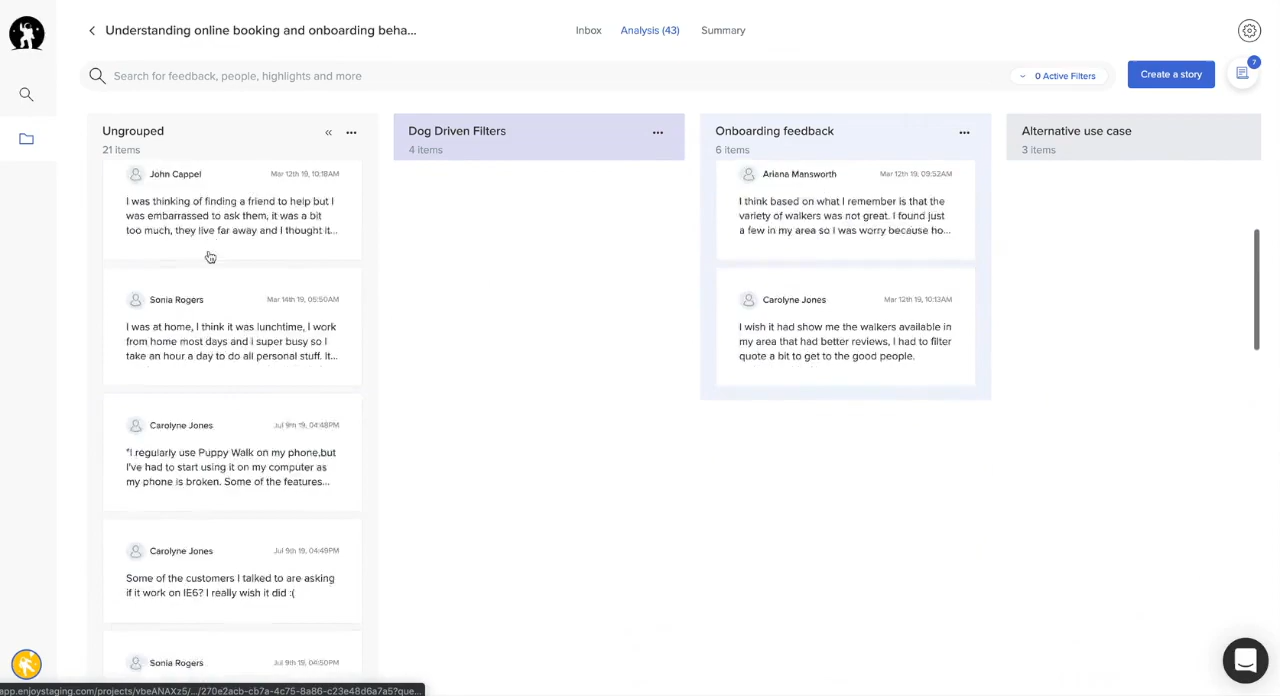 Understanding online booking and onboarding beha...
Inbox
Analysis (43)
Summary
Search for feedback, people, highlights and more
0 Active Filters
Create a story
7
Ungrouped
21 items
John Cappel
Mar 12th 19, 10:18AM
I was thinking of finding a friend to help but I
was embarrassed to ask them, it was a bit
too much, they live far away and I thought it...
Sonia Rogers
Mar 14th 19, 05:50AM
I was at home, I think it was lunchtime, I work
from home most days and i super busy so I
take an hour a day to do all personal stuff. It...
Carolyne Jones
Jul 9th 19, 04:48PM
"I regularly use Puppy Walk on my phone,but
I've had to start using it on my computer as
my phone is broken. Some of the features...
Carolyne Jones
Jul 9th 19, 04:49PM
Some of the customers I talked to are asking
if it work on IE6? I really wish it did :(
Sonia Rogers
Jul 9th 19, 04:50PM
Dog Driven Filters
4 items
Onboarding feedback
6 items
Ariana Mansworth
Mar 12th 19, 09:52AM
I think based on what I remember is that the
variety of walkers was not great. I found just
a few in my area so I was worry because ho...
Carolyne Jones
Mar 12th 19, 10:13AM
I wish it had show me the walkers available in
my area that had better reviews, I had to filter
quote a bit to get to the good people.
Alternative use case
3 items
app.enjoystaging.com/projects/vbeANAXz5/.../270e2acb-cb7a-4c75-8a86-c23e48d6a7a5?que...